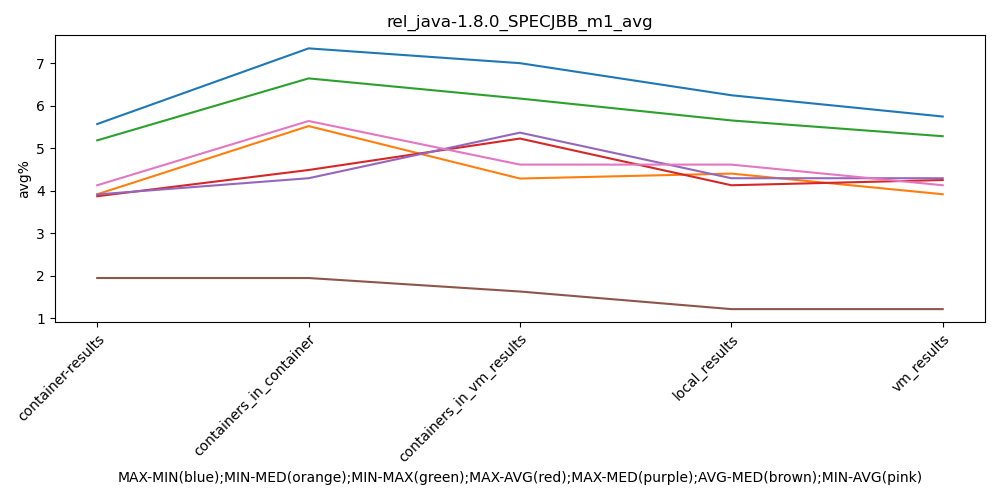 rel_java-1.8.0_SPECJBB_m1_avg
avg%
7
6
5
4
3
2
1
container-results
containers_in_container
containers_in_vm_results
local_results
vm_results
MAX-MIN(blue);MIN-MED(orange);MIN-MAX(green);MAX-AVG(red);MAX-MED(purple);AVG-MED(brown);MIN-AVG(pink)